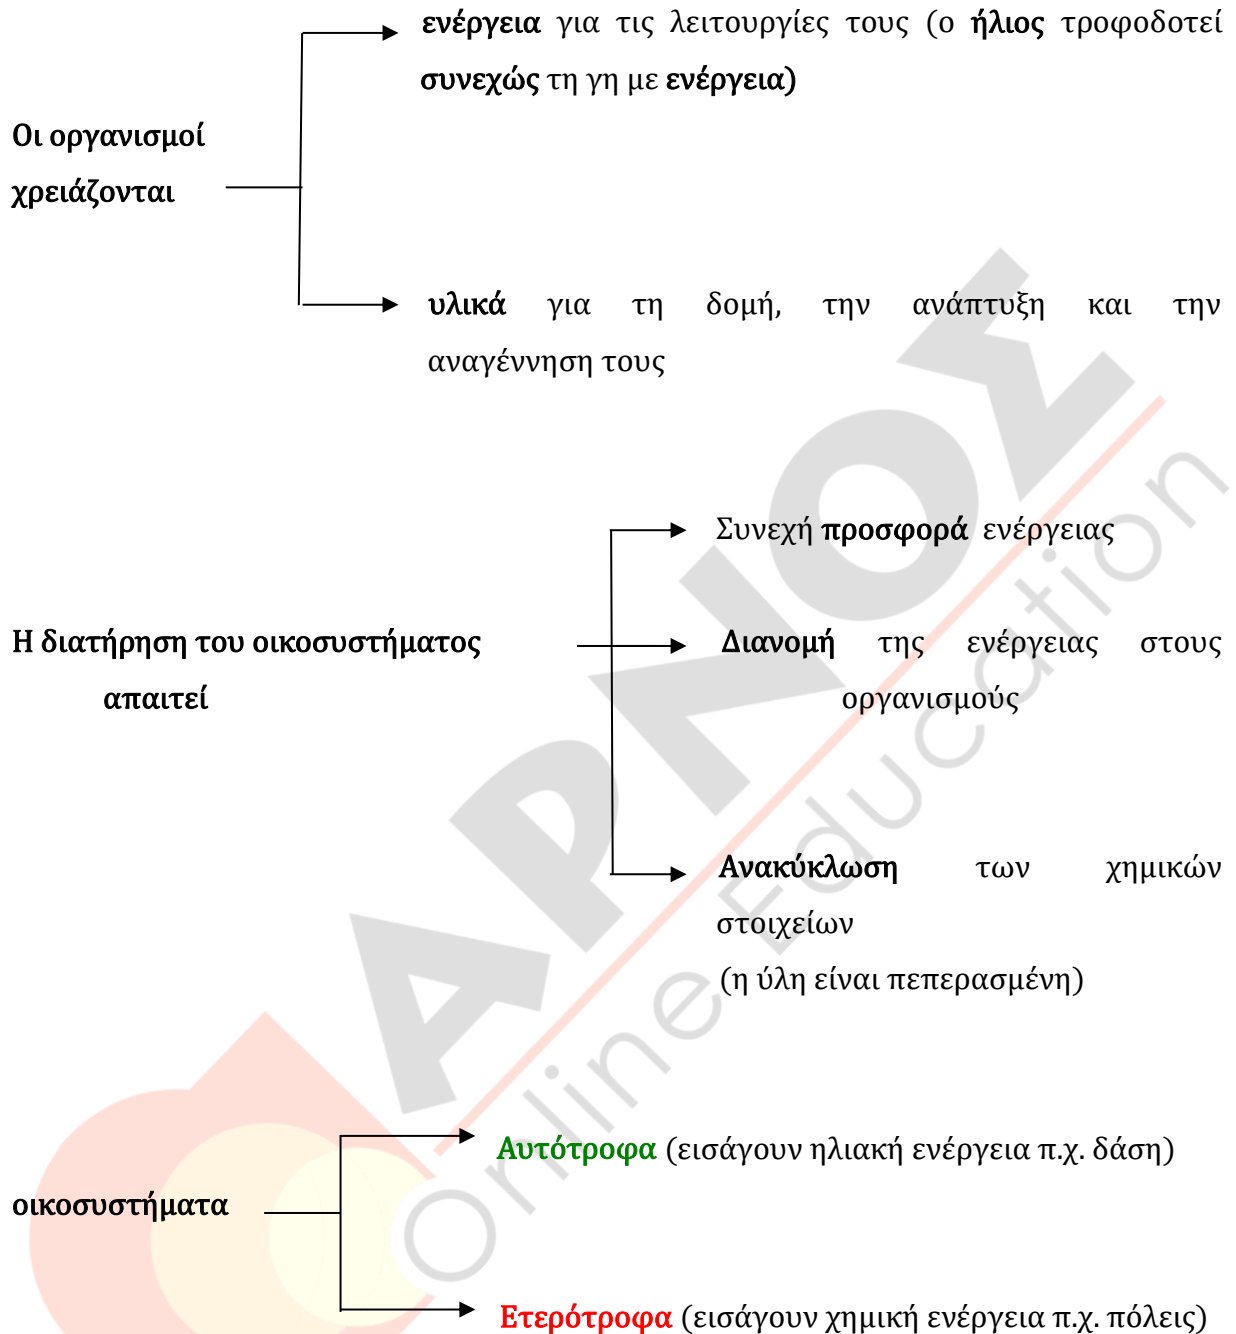 ενέργεια για τις λειτουργίες τους (ο ήλιος τροφοδοτεί
συνεχώς τη γη με ενέργεια)
Οι οργανισμοί
χρειάζονται
υλικά για τη δομή, την ανάπτυξη και την
αναγέννηση τους
Συνεχή προσφορά ενέργειας
Η διατήρηση του οικοσυστήματος
απαιτεί
Διανομή της ενέργειας στους
οργανισμούς
Ανακύκλωση των χημικών
στοιχείων
(η ύλη είναι πεπερασμένη)
Αυτότροφα (εισάγουν ηλιακή ενέργεια π.χ. δάση)
οικοσυστήματα
Ετερότροφα (εισάγουν χημική ενέργεια π.χ. πόλεις)
ΑΡΝΟΣ
Online Education